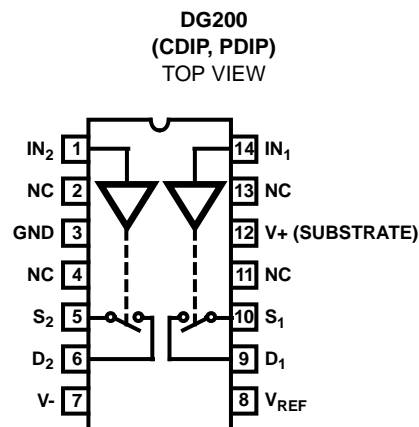 DG200
(CDIP, PDIP)
TOP VIEW
IN2 1 14 IN1
NC 2 13 NC
GND 3 12 V+ (SUBSTRATE)
NC 4 11 NC
S2 5 10 S1
D2 6 9 D1
V- 7 8 VREF